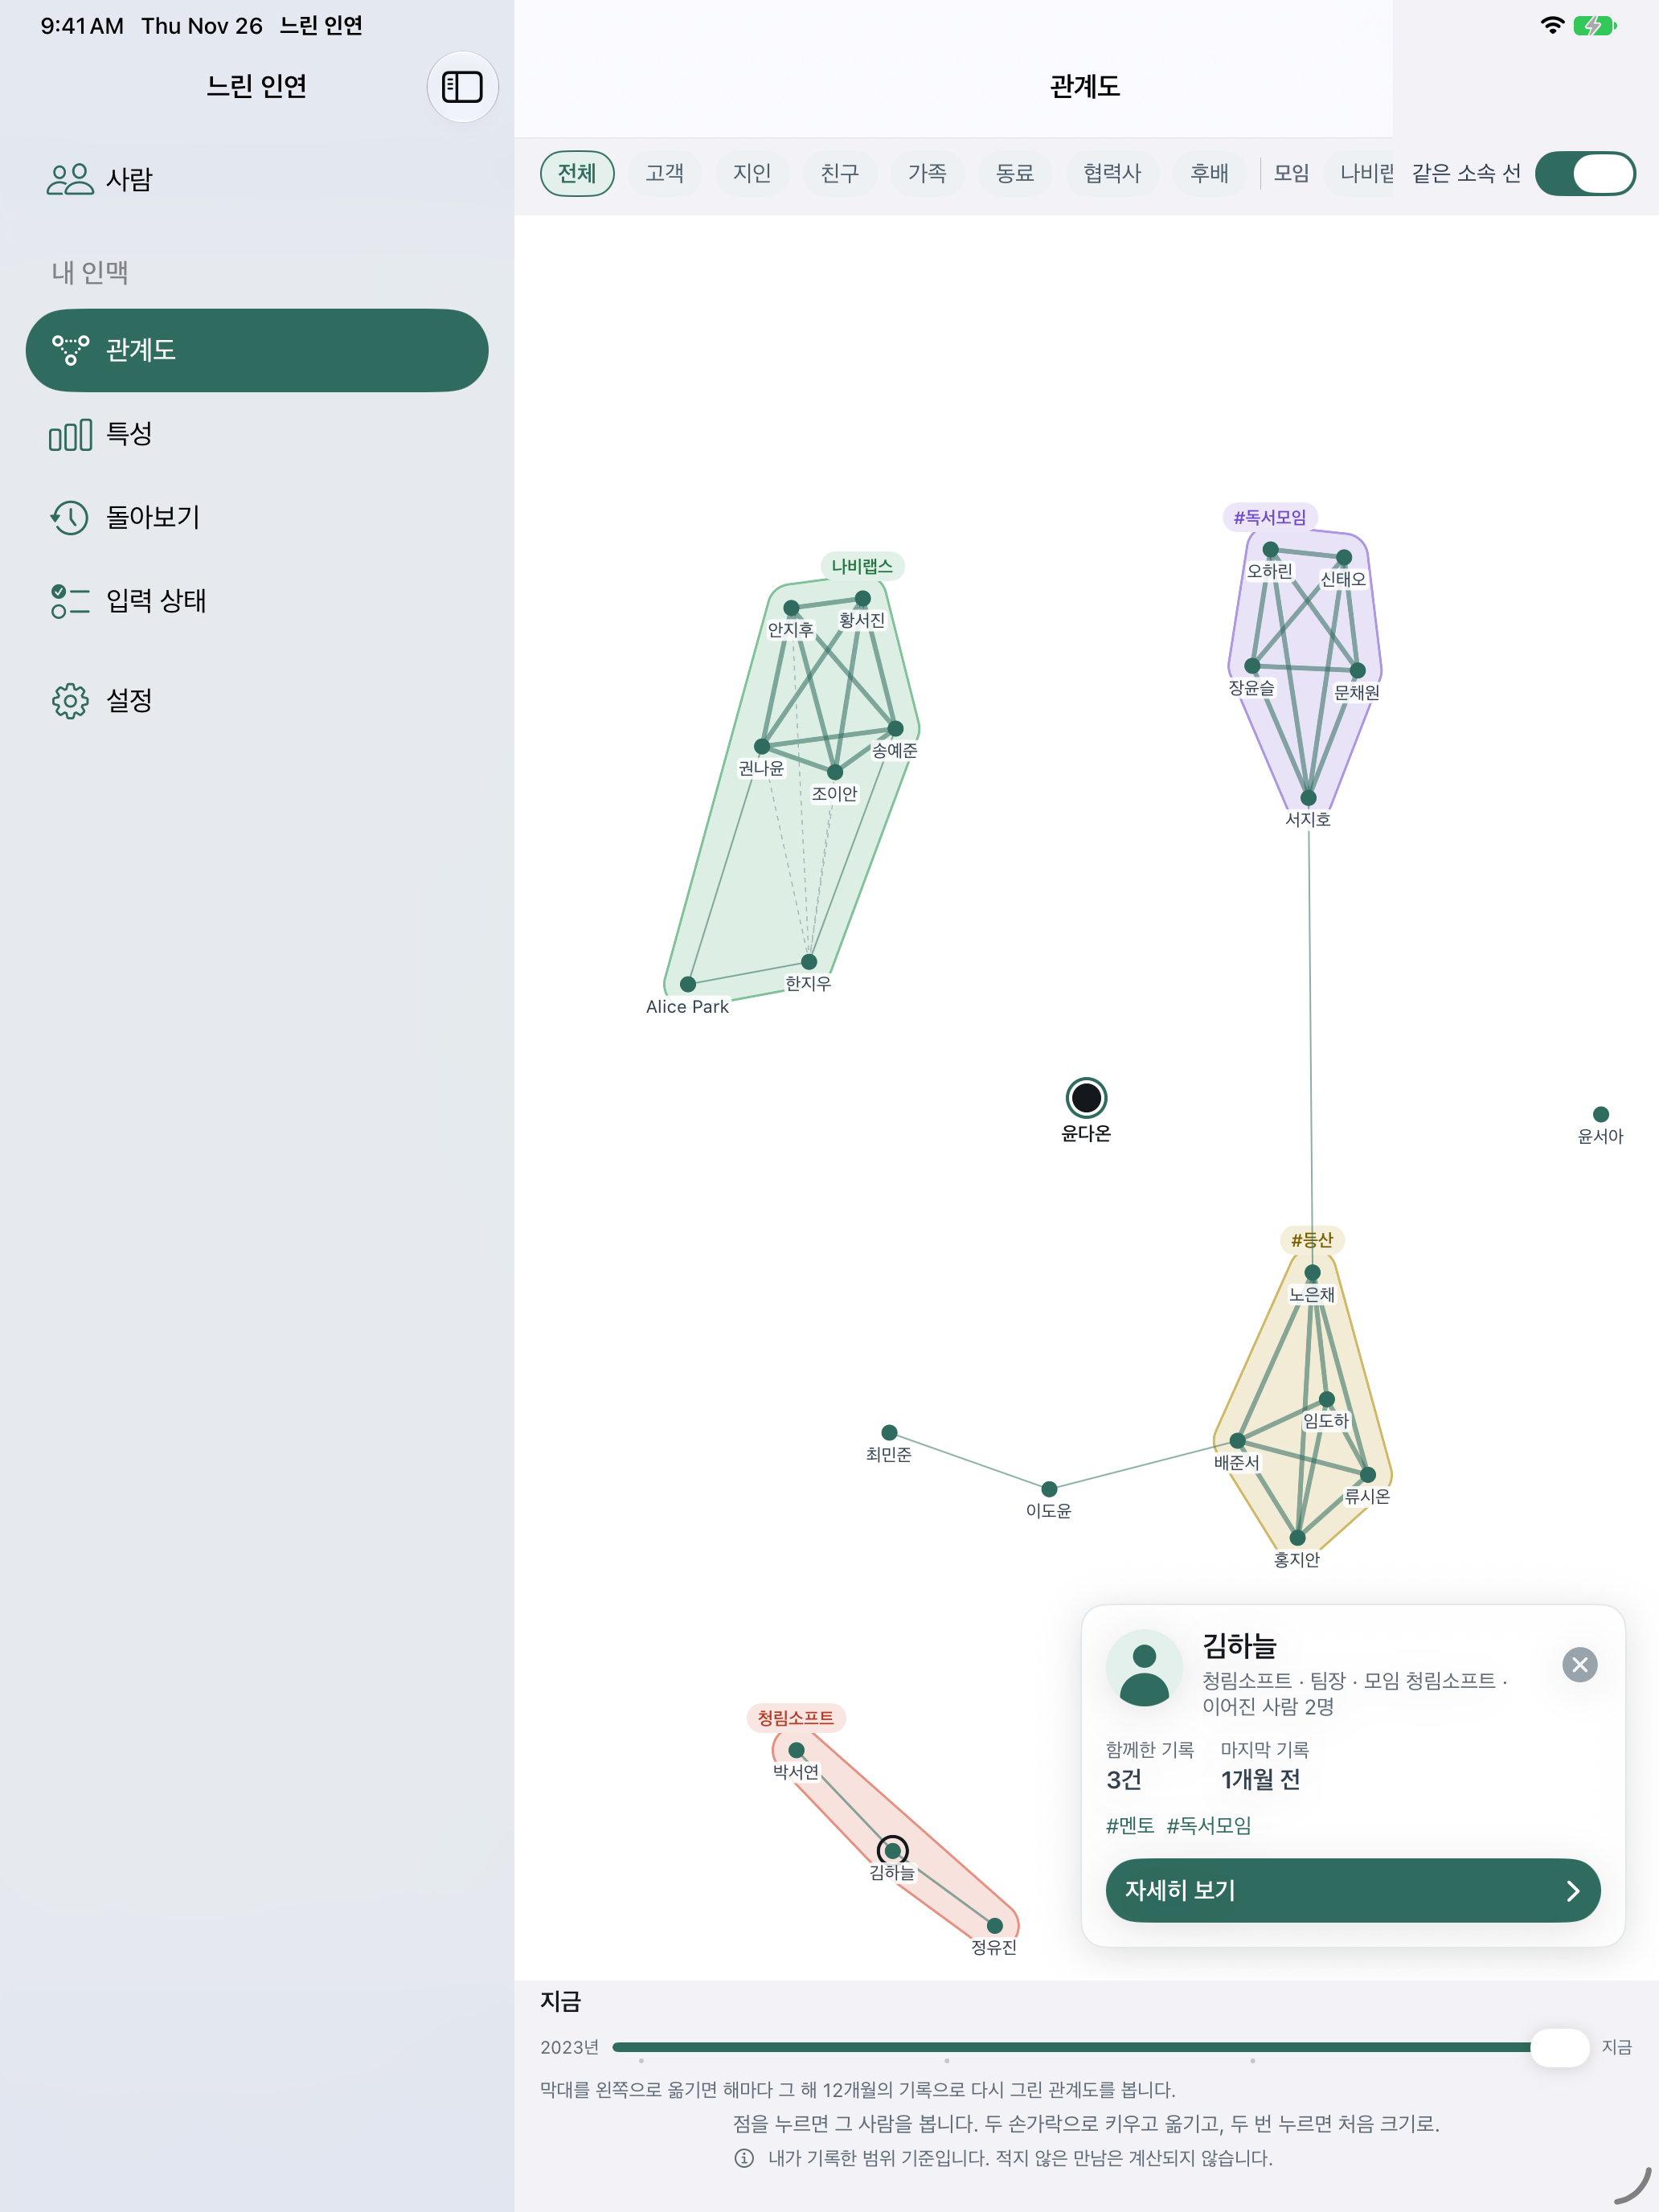 9:41 AM Thu Nov 26 느린 인연
느린 인연
사람
내 인맥
관계도
특성
돌아보기
입력 상태
설정
관계도
전체 고객 지인 친구 가족 동료 협력사 후배 모임 같은 소속 선
#독서모임
오하린 신태오
장윤슬 문채원
서지호
나비랩스
안지후 황서진
권나윤 송예준
조이안
한지우
Alice Park
윤다온
윤서아
#등산
노은채
임도하
배준서
류시온
홍지안
최민준
이도윤
청림소프트
박서연
김하늘
정유진
김하늘
청림소프트 · 팀장 · 모임 청림소프트 ·
이어진 사람 2명
함께한 기록 마지막 기록
3건 1개월 전
#멘토 #독서모임
자세히 보기
지금
2023년 지금
막대를 왼쪽으로 옮기면 해마다 그 해 12개월의 기록으로 다시 그린 관계도를 봅니다.
점을 누르면 그 사람을 봅니다. 두 손가락으로 키우고 옮기고, 두 번 누르면 처음 크기로.
내가 기록한 범위 기준입니다. 적지 않은 만남은 계산되지 않습니다.